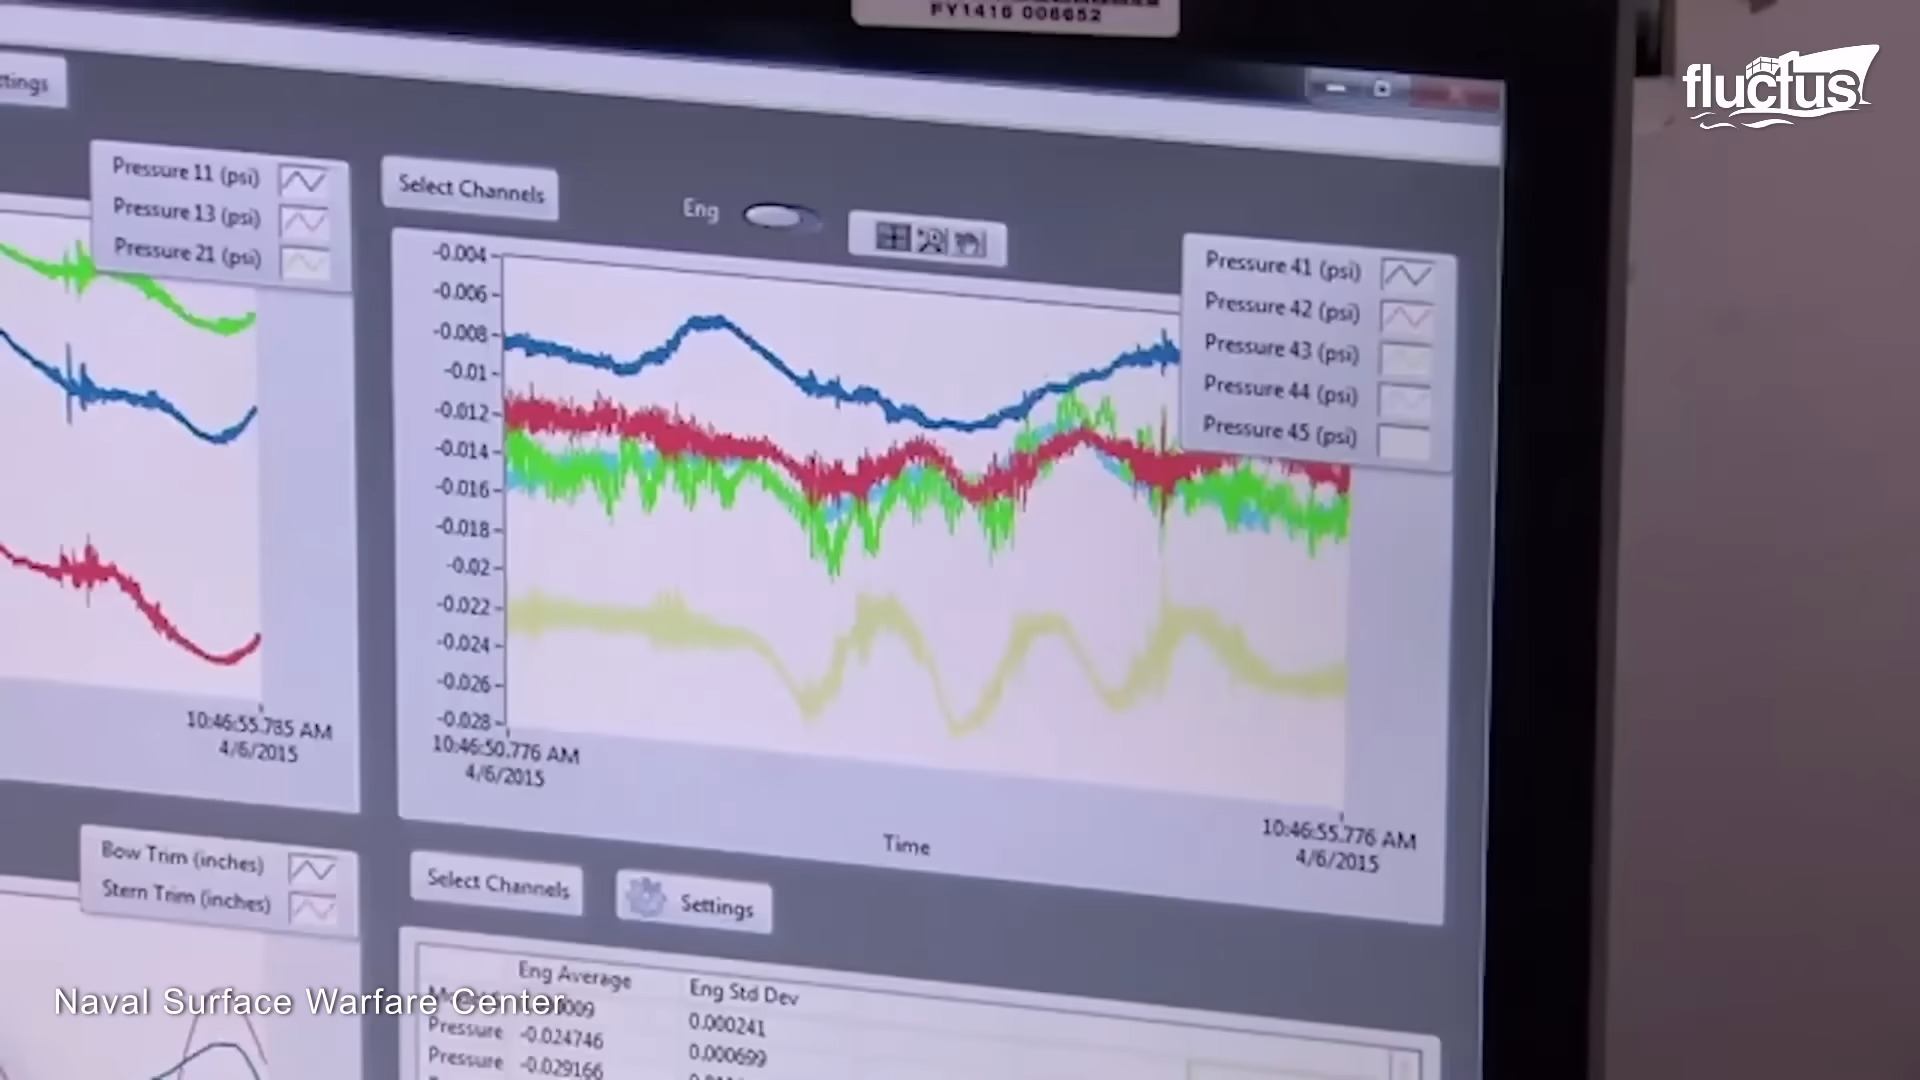 FY1416 006652
fluctus
ttings
Pressure 11 (psi)
Pressure 13 (psi)
Pressure 21 (psi)
Select Channels
Eng
Pressure 41 (psi)
Pressure 42 (psi)
Pressure 43 (psi)
Pressure 44 (psi)
Pressure 45 (psi)
-0.004
-0.006
-0.008
-0.01
-0.012
-0.014
-0.016
-0.018
-0.02
-0.022
-0.024
-0.026
-0.028
10:46:55.785 AM
4/6/2015
10:46:50.776 AM
4/6/2015
Time
10:46:55.776 AM
4/6/2015
Bow Trim (inches)
Stern Trim (inches)
Select Channels
Settings
Eng Average
Eng Std Dev
Naval Surface Warfare Center
0.000241
Pressure -0.024746 0.000699
Pressure -0.029166